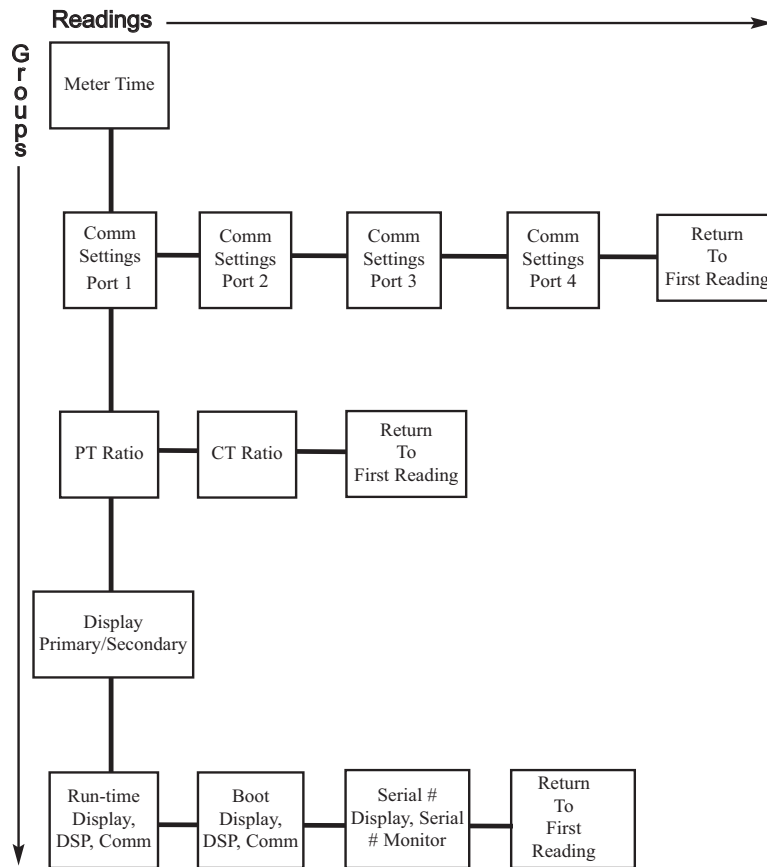 Readings
Groups
Meter Time
Comm
Settings
Port 1
Comm
Settings
Port 2
Comm
Settings
Port 3
Comm
Settings
Port 4
Return
To
First Reading
PT Ratio
CT Ratio
Return
To
First Reading
Display
Primary/Secondary
Run-time
Display,
DSP, Comm
Boot
Display,
DSP, Comm
Serial #
Display, Serial
# Monitor
Return
To
First
Reading